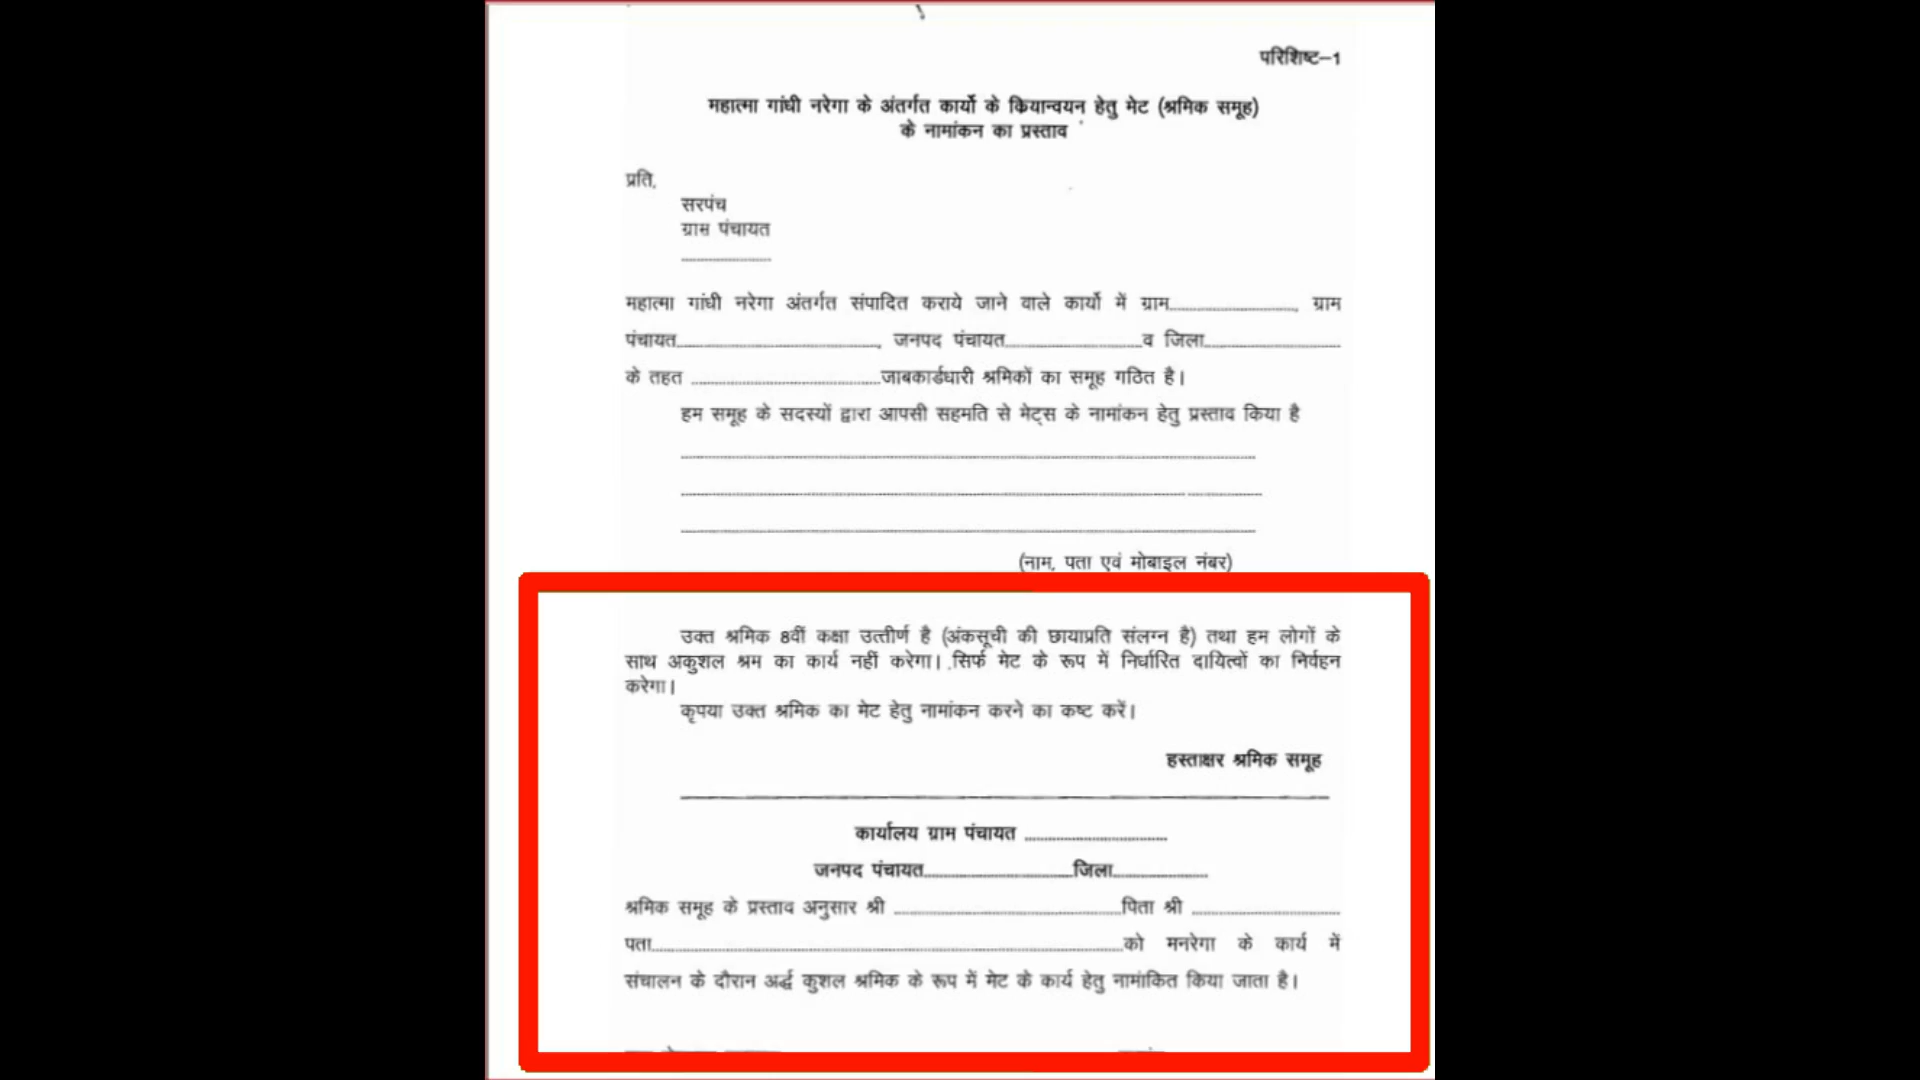 परिशिष्ट–1
महात्मा गांधी नरेगा के अंतर्गत कार्यो के कियान्वयन हेतु मेट (श्रमिक समूह)
के नामांकन का प्रस्ताव
प्रति,
सरपंच
ग्राम पंचायत
....................
महात्मा गांधी नरेगा अंतर्गत संपादित कराये जाने वाले कार्यो में ग्राम............................, ग्राम
पंचायत............................................, जनपद पंचायत..............................व जिला..............................
के तहत .........................................जाबकार्डधारी श्रमिकों का समूह गठित है।
हम समूह के सदस्यों द्वारा आपसी सहमति से मेट्स के नामांकन हेतु प्रस्ताव किया है
(नाम, पता एवं मोबाइल नंबर)
उक्त श्रमिक 8वीं कक्षा उत्तीर्ण है (अंकसूची की छायाप्रति संलग्न है) तथा हम लोगों के
साथ अकुशल श्रम का कार्य नहीं करेगा। सिर्फ मेट के रूप में निर्धारित दायित्वों का निर्वहन
करेगा।
कृपया उक्त श्रमिक का मेट हेतु नामांकन करने का कष्ट करें।
हस्ताक्षर श्रमिक समूह
कार्यालय ग्राम पंचायत ...............................
जनपद पंचायत................................जिला.....................
श्रमिक समूह के प्रस्ताव अनुसार श्री ..................................................पिता श्री ................................
पता........................................................................................................को मनरेगा के कार्य में
संचालन के दौरान अर्द्ध कुशल श्रमिक के रूप में मेट के कार्य हेतु नामांकित किया जाता है।